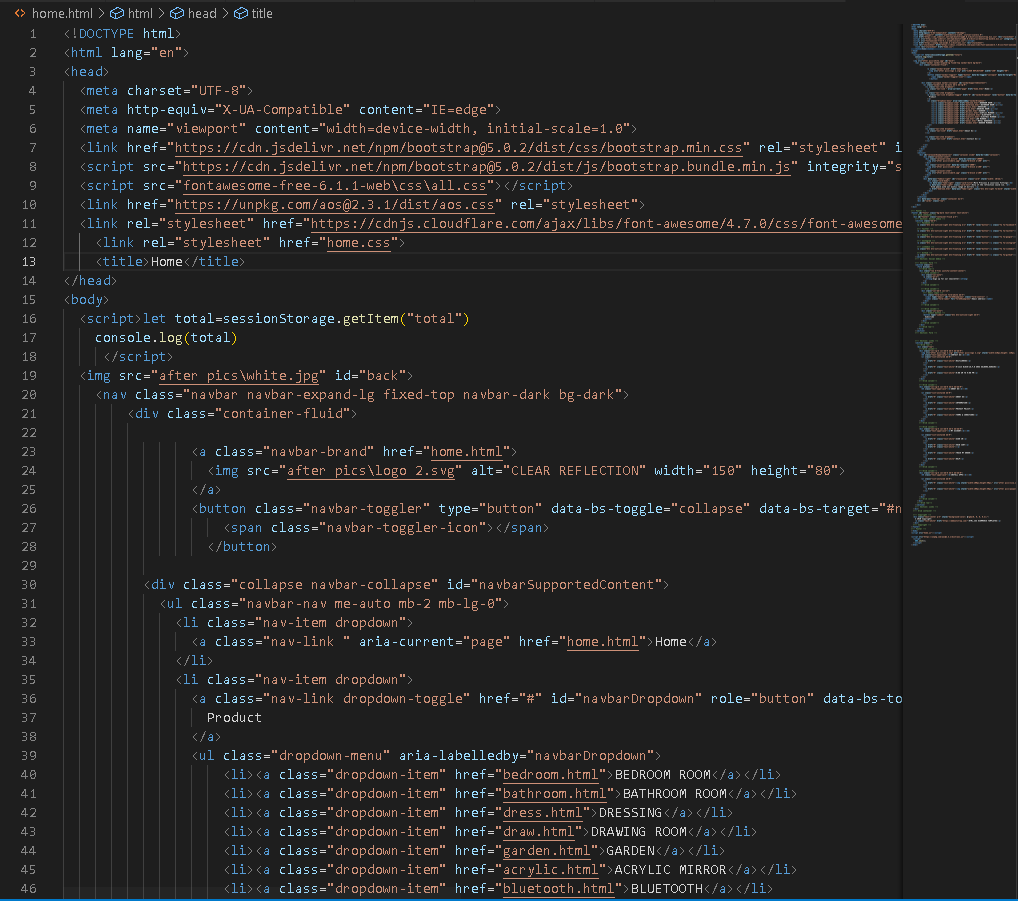 home.html > html > head > title
1 <!DOCTYPE html>
2 <html lang="en">
3 <head>
4 <meta charset="UTF-8">
5 <meta http-equiv="X-UA-Compatible" content="IE=edge">
6 <meta name="viewport" content="width=device-width, initial-scale=1.0">
7 <link href="https://cdn.jsdelivr.net/npm/bootstrap@5.0.2/dist/css/bootstrap.min.css" rel="stylesheet" i
8 <script src="https://cdn.jsdelivr.net/npm/bootstrap@5.0.2/dist/js/bootstrap.bundle.min.js" integrity="s
9 <script src="fontawesome-free-6.1.1-web\css\all.css"></script>
10 <link href="https://unpkg.com/aos@2.3.1/dist/aos.css" rel="stylesheet">
11 <link rel="stylesheet" href="https://cdnjs.cloudflare.com/ajax/libs/font-awesome/4.7.0/css/font-awesome
12 <link rel="stylesheet" href="home.css">
13 <title>Home</title>
14 </head>
15 <body>
16 <script>let total=sessionStorage.getItem("total")
17 console.log(total)
18 </script>
19 <img src="after pics\white.jpg" id="back">
20 <nav class="navbar navbar-expand-lg fixed-top navbar-dark bg-dark">
21 <div class="container-fluid">
22
23 <a class="navbar-brand" href="home.html">
24 <img src="after pics\logo 2.svg" alt="CLEAR REFLECTION" width="150" height="80">
25 </a>
26 <button class="navbar-toggler" type="button" data-bs-toggle="collapse" data-bs-target="#n
27 <span class="navbar-toggler-icon"></span>
28 </button>
29
30 <div class="collapse navbar-collapse" id="navbarSupportedContent">
31 <ul class="navbar-nav me-auto mb-2 mb-lg-0">
32 <li class="nav-item dropdown">
33 <a class="nav-link " aria-current="page" href="home.html">Home</a>
34 </li>
35 <li class="nav-item dropdown">
36 <a class="nav-link dropdown-toggle" href="#" id="navbarDropdown" role="button" data-bs-to
37 Product
38 </a>
39 <ul class="dropdown-menu" aria-labelledby="navbarDropdown">
40 <li><a class="dropdown-item" href="bedroom.html">BEDROOM ROOM</a></li>
41 <li><a class="dropdown-item" href="bathroom.html">BATHROOM ROOM</a></li>
42 <li><a class="dropdown-item" href="dress.html">DRESSING</a></li>
43 <li><a class="dropdown-item" href="draw.html">DRAWING ROOM</a></li>
44 <li><a class="dropdown-item" href="garden.html">GARDEN</a></li>
45 <li><a class="dropdown-item" href="acrylic.html">ACRYLIC MIRROR</a></li>
46 <li><a class="dropdown-item" href="bluetooth.html">BLUETOOTH</a></li>